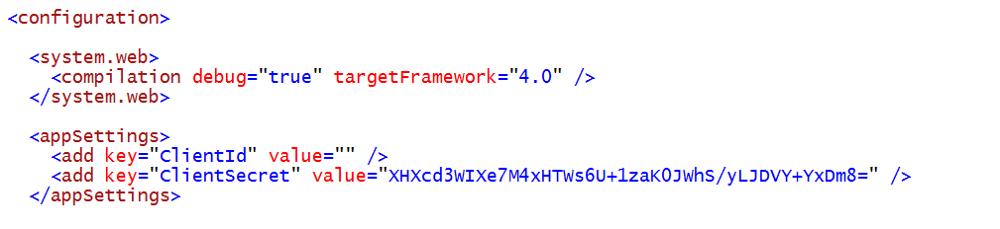 <configuration>
<system.web>
<compilation debug="true" targetFramework="4.0" />
</system.web>
<appSettings>
<add key="ClientId" value="" />
<add key="ClientSecret" value="XHXcd3WIXe7M4xHTWs6U+1zaKOJWhS/yLJDVY+YxDm8=" />
</appSettings>